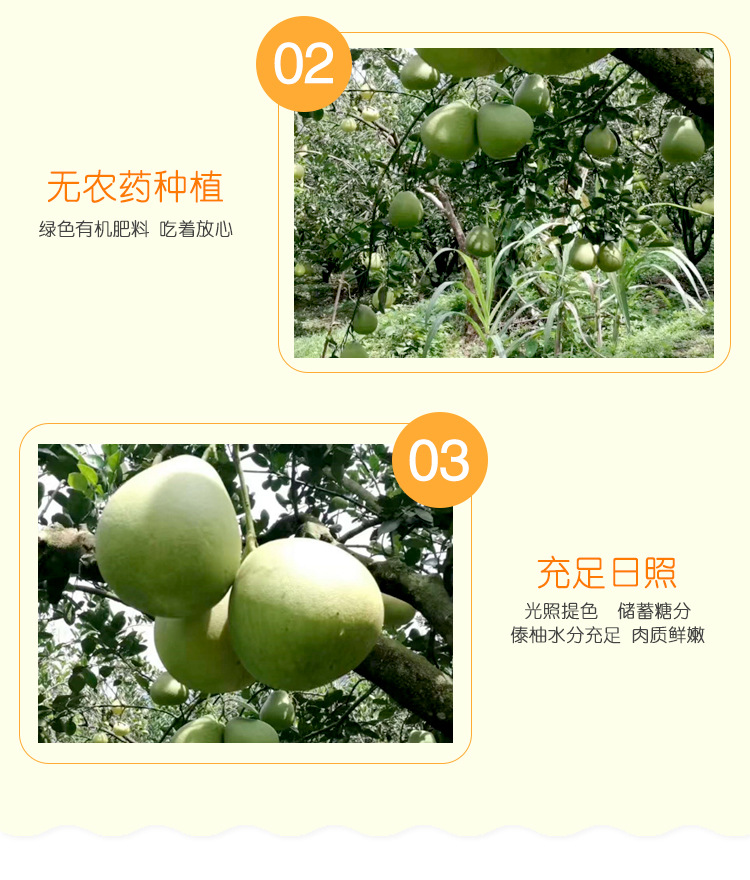 02
无农药种植
绿色有机肥料 吃着放心
03
充足日照
光照提色 储蓄糖分
傣柚水分充足 肉质鲜嫩